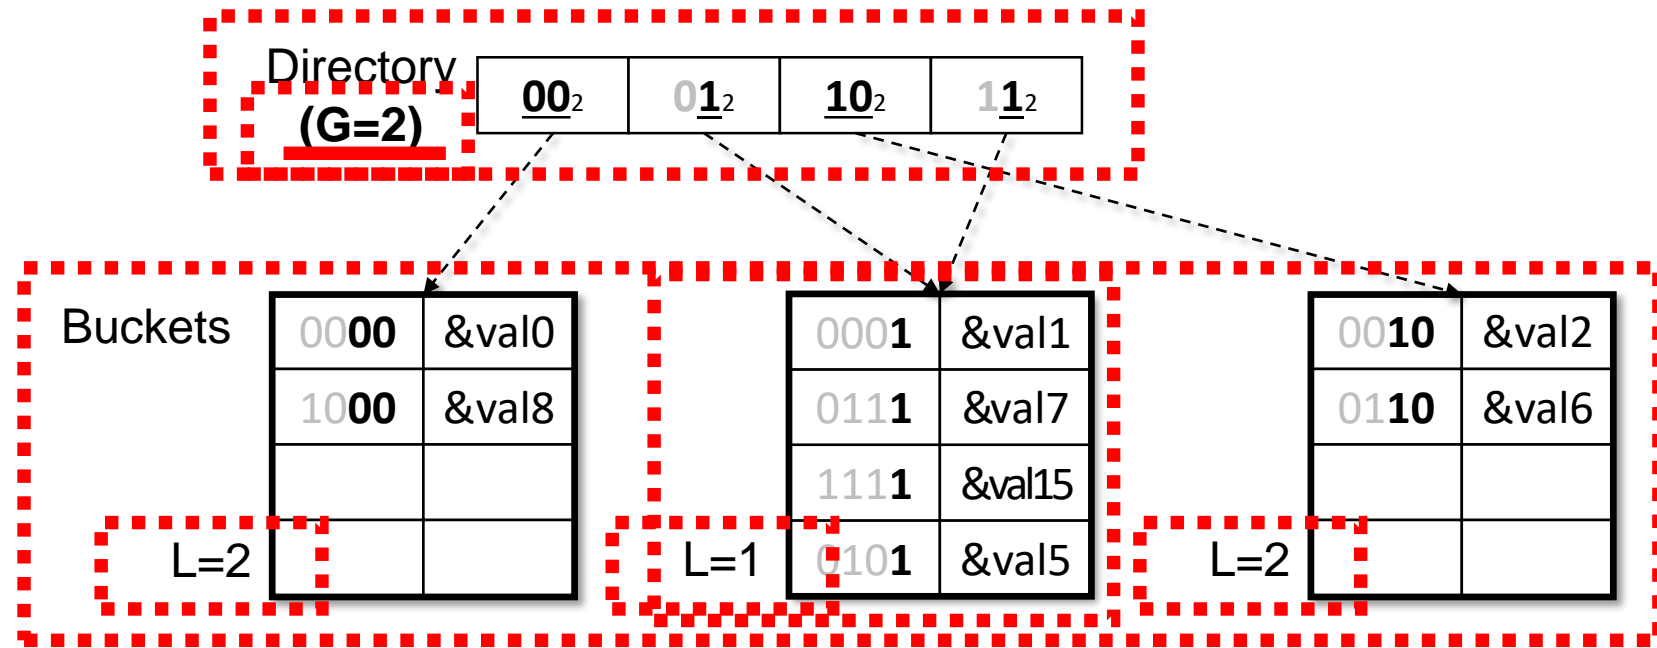 Directory
(G=2)
00₂ 01₂ 10₂ 11₂
Buckets
0000 &val0
1000 &val8
L=2
0001 &val1
0111 &val7
1111 &val15
L=1 0101 &val5
0010 &val2
0110 &val6
L=2